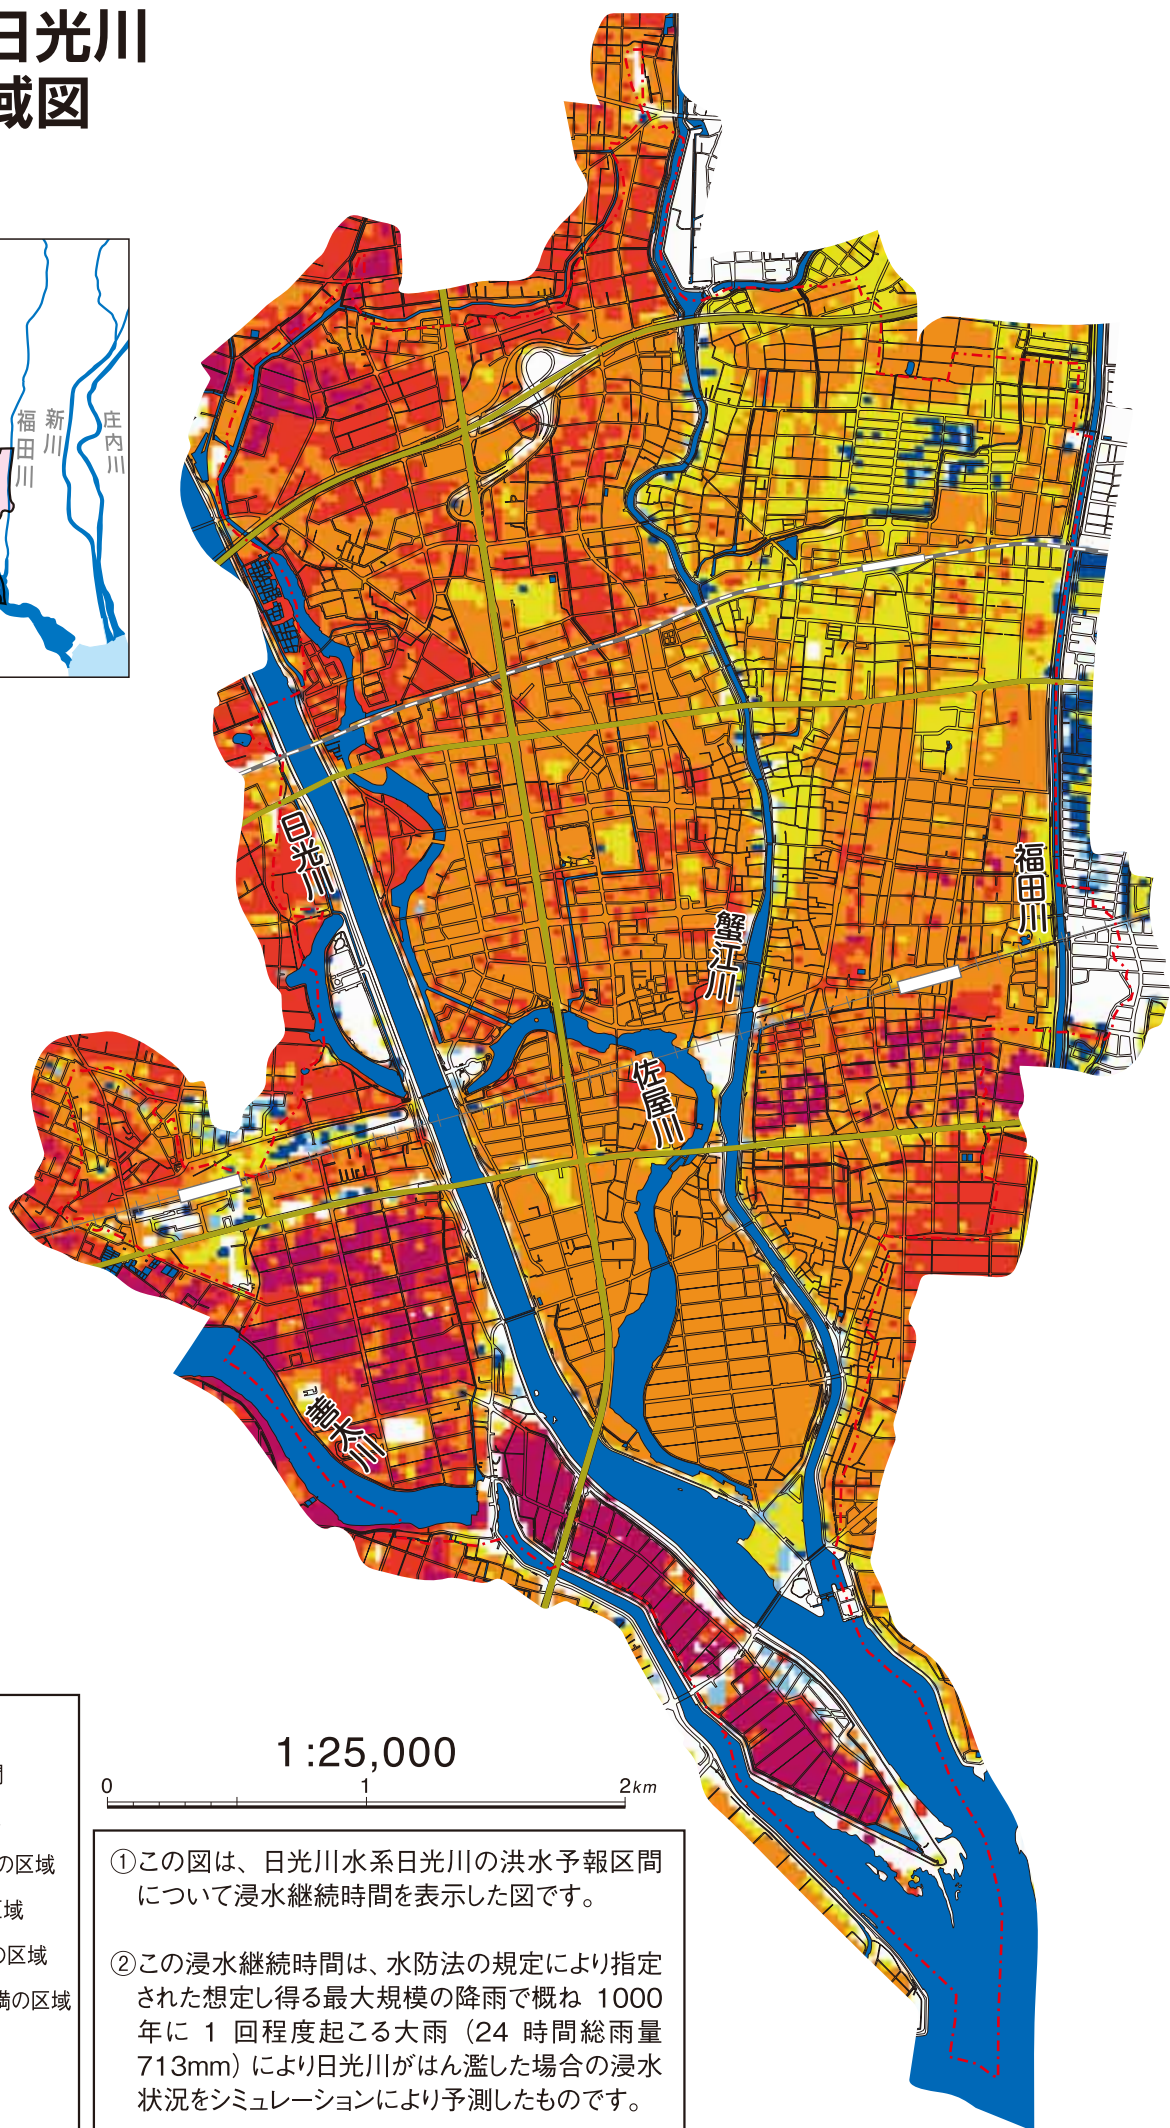 日光川
域図
福田川
新川
庄内川
日光川
蟹江川
福田川
佐屋川
善太川
の区域
区域
の区域
満の区域
1:25,000
0 1 2km
①この図は、日光川水系日光川の洪水予報区間
について浸水継続時間を表示した図です。
②この浸水継続時間は、水防法の規定により指定
された想定し得る最大規模の降雨で概ね 1000
年に 1 回程度起こる大雨（24 時間総雨量
713mm）により日光川がはん濫した場合の浸水
状況をシミュレーションにより予測したものです。